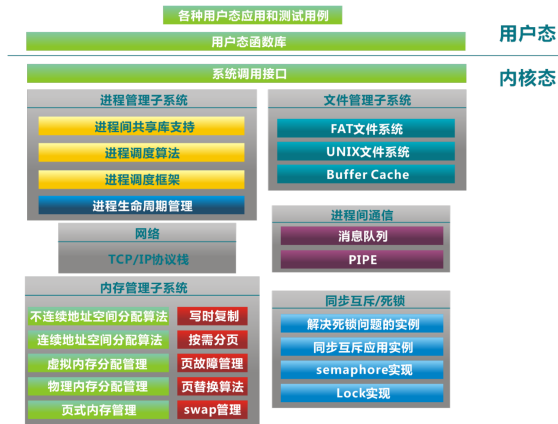 各种用户态应用和测试用例
用户态函数库
用户态
系统调用接口
内核态
进程管理子系统
进程间共享库支持
进程调度算法
进程调度框架
进程生命周期管理
文件管理子系统
FAT文件系统
UNIX文件系统
Buffer Cache
网络
TCP/IP协议栈
进程间通信
消息队列
PIPE
内存管理子系统
不连续地址空间分配算法
写时复制
连续地址空间分配算法
按需分页
虚拟内存分配管理
页故障管理
物理内存分配管理
页替换算法
页式内存管理
swap管理
同步互斥/死锁
解决死锁问题的实例
同步互斥应用实例
semaphore实现
Lock实现